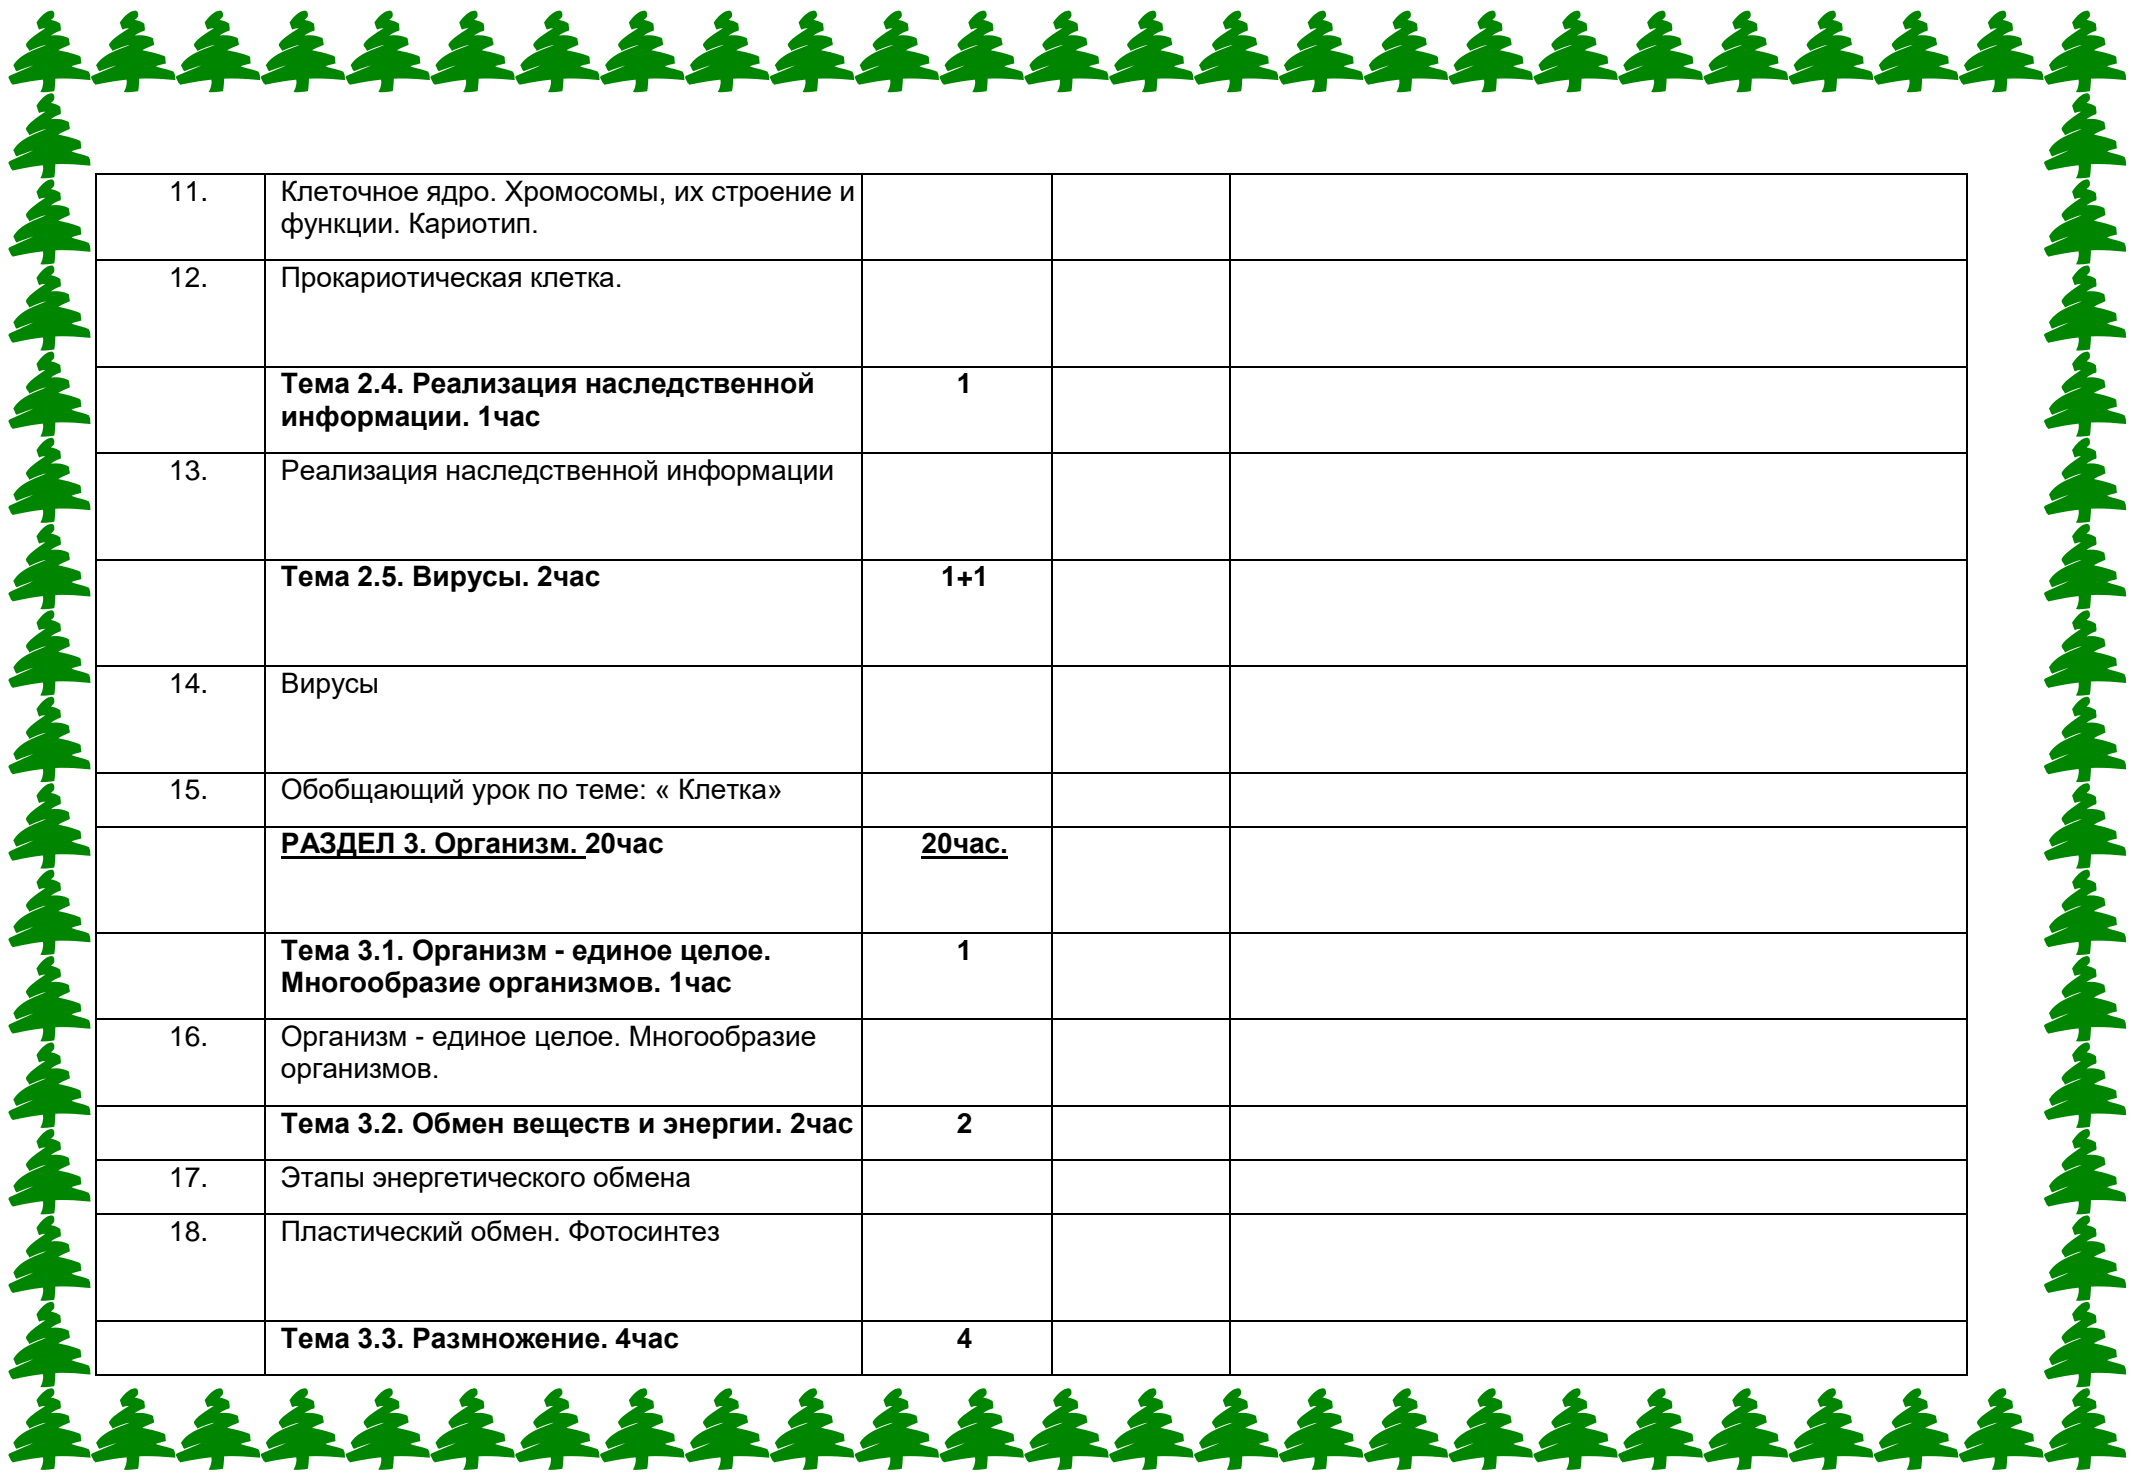 11. Клеточное ядро. Хромосомы, их строение и
функции. Кариотип.
12. Прокариотическая клетка.
Тема 2.4. Реализация наследственной 1
информации. 1час
13. Реализация наследственной информации
Тема 2.5. Вирусы. 2час 1+1
14. Вирусы
15. Обобщающий урок по теме: « Клетка»
РАЗДЕЛ 3. Организм. 20час 20час.
Тема 3.1. Организм - единое целое. 1
Многообразие организмов. 1час
16. Организм - единое целое. Многообразие
организмов.
Тема 3.2. Обмен веществ и энергии. 2час 2
17. Этапы энергетического обмена
18. Пластический обмен. Фотосинтез
Тема 3.3. Размножение. 4час 4